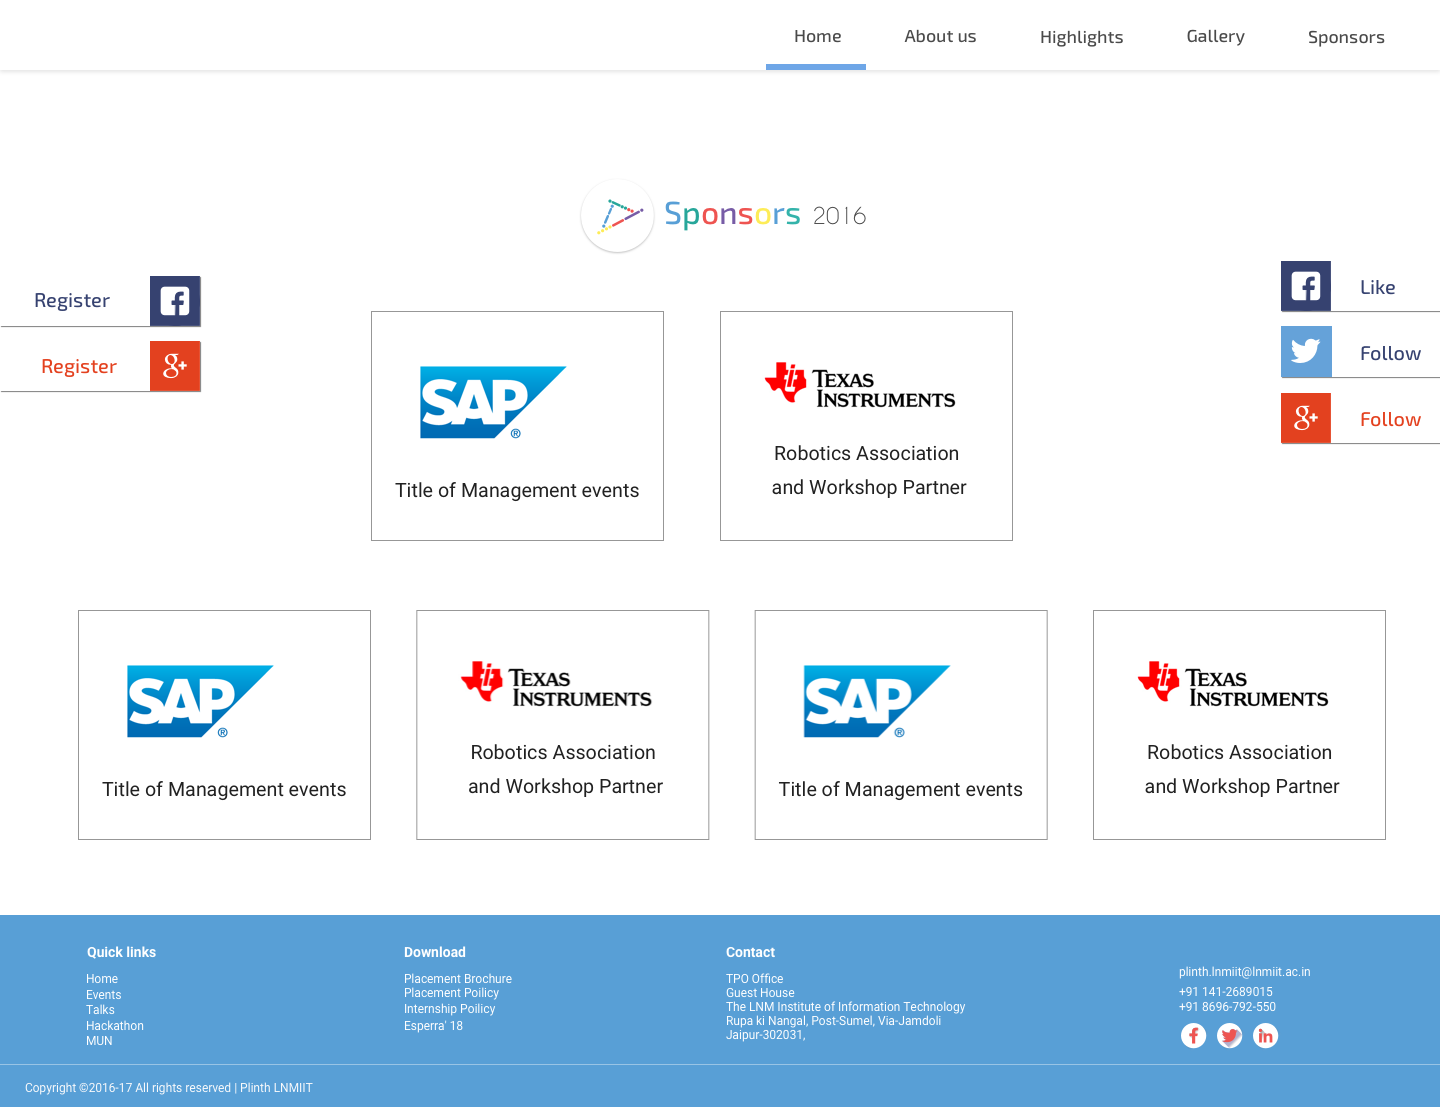 Home About us Highlights Gallery Sponsors
Sponsors 2016
Register
Register
Like
Follow
Follow
SAP ®
Title of Management events
TEXAS
INSTRUMENTS
Robotics Association
and Workshop Partner
SAP ®
Title of Management events
TEXAS
INSTRUMENTS
Robotics Association
and Workshop Partner
SAP ®
Title of Management events
TEXAS
INSTRUMENTS
Robotics Association
and Workshop Partner
Quick links
Home
Events
Talks
Hackathon
MUN
Download
Placement Brochure
Placement Poilicy
Internship Poilicy
Esperra' 18
Contact
TPO Office
Guest House
The LNM Institute of Information Technology
Rupa ki Nangal, Post-Sumel, Via-Jamdoli
Jaipur-302031,
plinth.lnmiit@lnmiit.ac.in
+91 141-2689015
+91 8696-792-550
Copyright ©2016-17 All rights reserved | Plinth LNMIIT